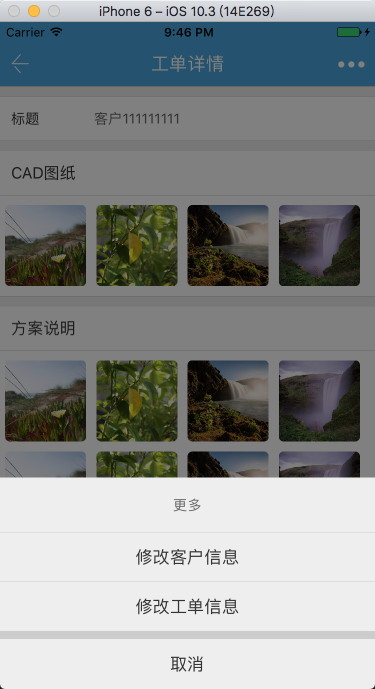 iPhone 6 – iOS 10.3 (14E269)
Carrier 9:46 PM
工单详情
标题 客户111111111
CAD图纸
方案说明
更多
修改客户信息
修改工单信息
取消